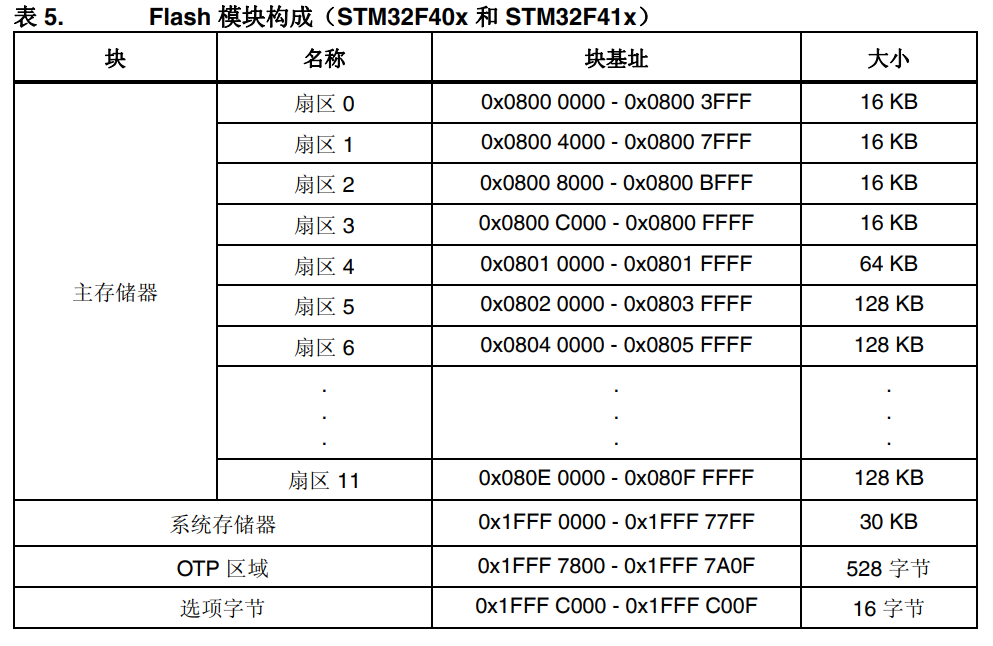 表 5. Flash 模块构成（STM32F40x 和 STM32F41x）
块 名称 块基址 大小
主存储器
扇区 0 0x0800 0000 - 0x0800 3FFF 16 KB
扇区 1 0x0800 4000 - 0x0800 7FFF 16 KB
扇区 2 0x0800 8000 - 0x0800 BFFF 16 KB
扇区 3 0x0800 C000 - 0x0800 FFFF 16 KB
扇区 4 0x0801 0000 - 0x0801 FFFF 64 KB
扇区 5 0x0802 0000 - 0x0803 FFFF 128 KB
扇区 6 0x0804 0000 - 0x0805 FFFF 128 KB
. . .
. . .
. . .
扇区 11 0x080E 0000 - 0x080F FFFF 128 KB
系统存储器 0x1FFF 0000 - 0x1FFF 77FF 30 KB
OTP 区域 0x1FFF 7800 - 0x1FFF 7A0F 528 字节
选项字节 0x1FFF C000 - 0x1FFF C00F 16 字节